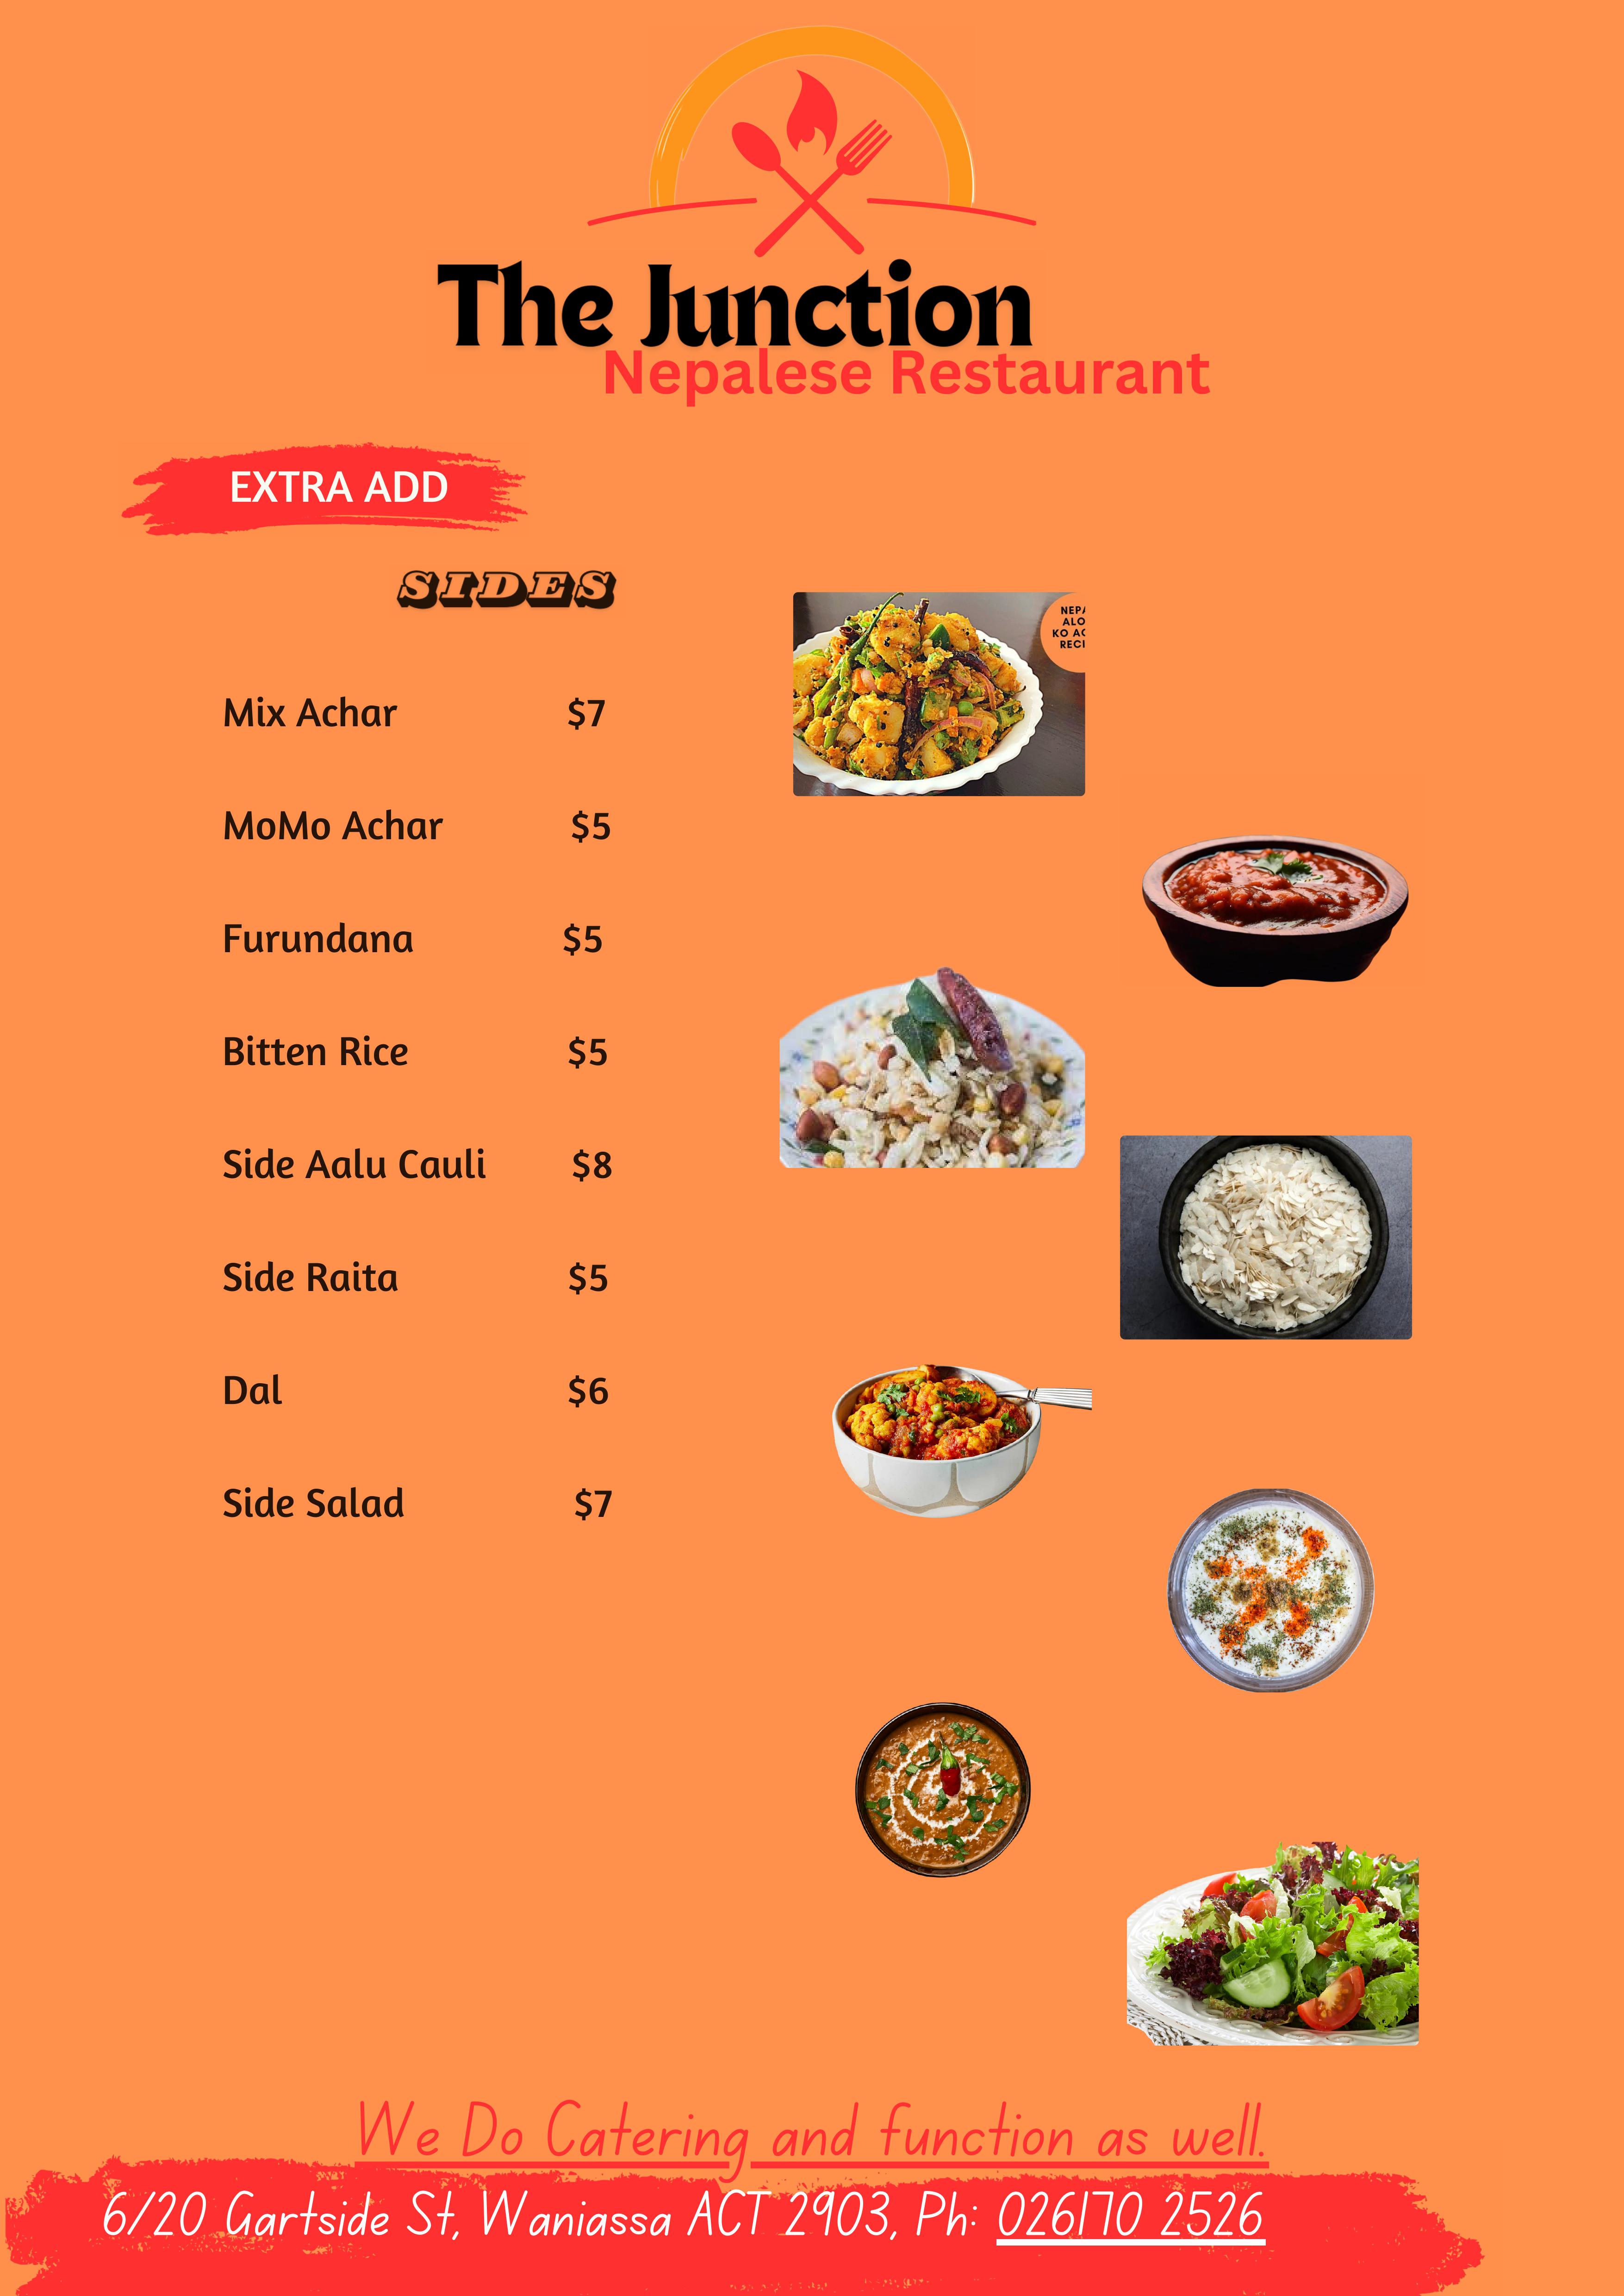 The Junction
Nepalese Restaurant
EXTRA ADD
SIDES
Mix Achar $7
MoMo Achar $5
Furundana $5
Bitten Rice $5
Side Aalu Cauli $8
Side Raita $5
Dal $6
Side Salad $7
NEPA
ALO
KO AC
RECI
We Do Catering and function as well.
6/20 Gartside St, Waniassa ACT 2903, Ph: 026170 2526